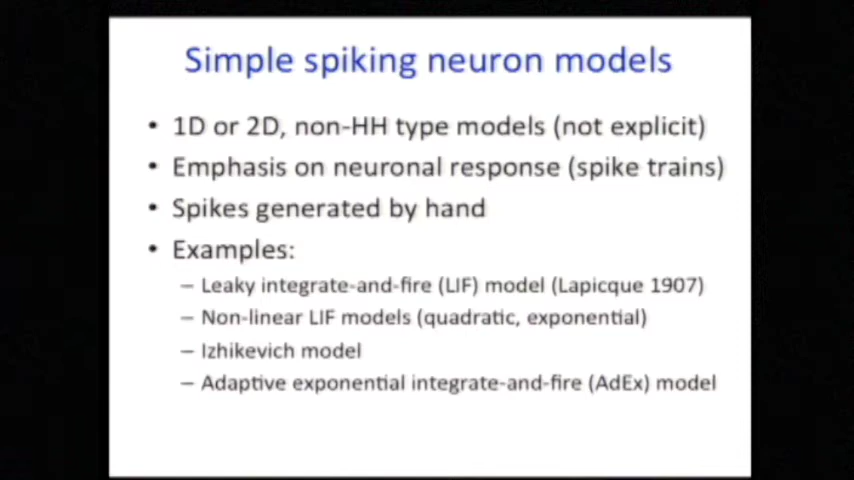 Simple spiking neuron models
• 1D or 2D, non-HH type models (not explicit)
• Emphasis on neuronal response (spike trains)
• Spikes generated by hand
• Examples:
– Leaky integrate-and-fire (LIF) model (Lapicque 1907)
– Non-linear LIF models (quadratic, exponential)
– Izhikevich model
– Adaptive exponential integrate-and-fire (AdEx) model